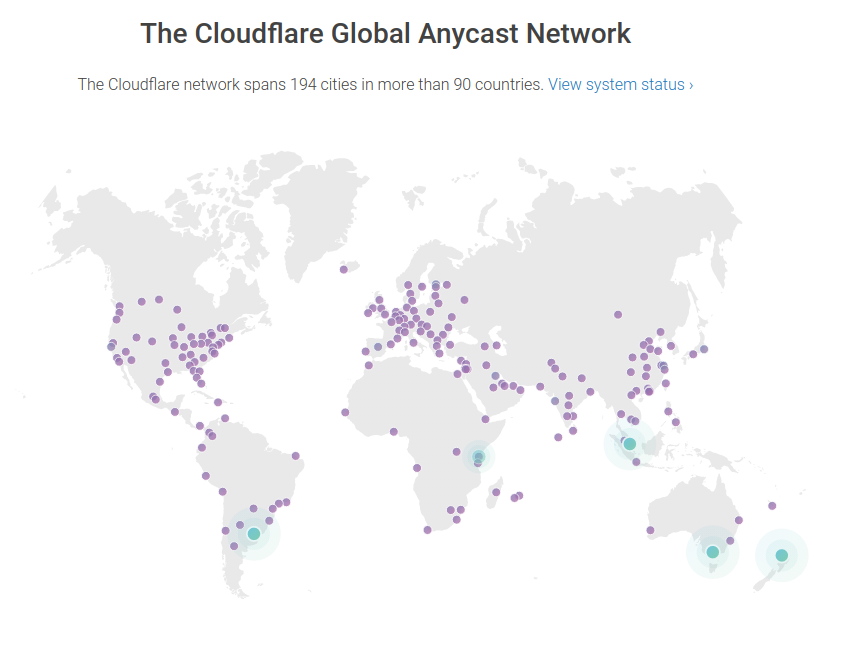 The Cloudflare Global Anycast Network
The Cloudflare network spans 194 cities in more than 90 countries. View system status ›